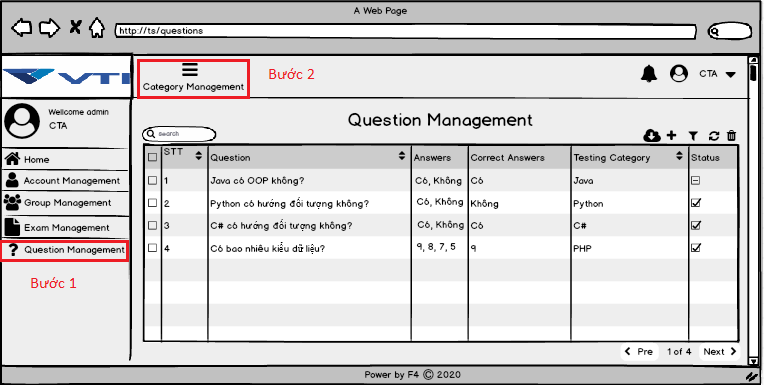 A Web Page
http://ts/questions
VTI
Category Management
Bước 2
CTA
Wellcome admin
CTA
Question Management
search
Home
Account Management
Group Management
Exam Management
? Question Management
Bước 1
STT Question Answers Correct Answers Testing Category Status
1 Java có OOP không? Có, Không Có Java
2 Python có hướng đối tượng không? Có, Không Không Python
3 C# có hướng đối tượng không? Có, Không Có C#
4 Có bao nhiêu kiểu dữ liệu? 9, 8, 7, 5 9 PHP
Pre 1 of 4 Next
Power by F4 © 2020